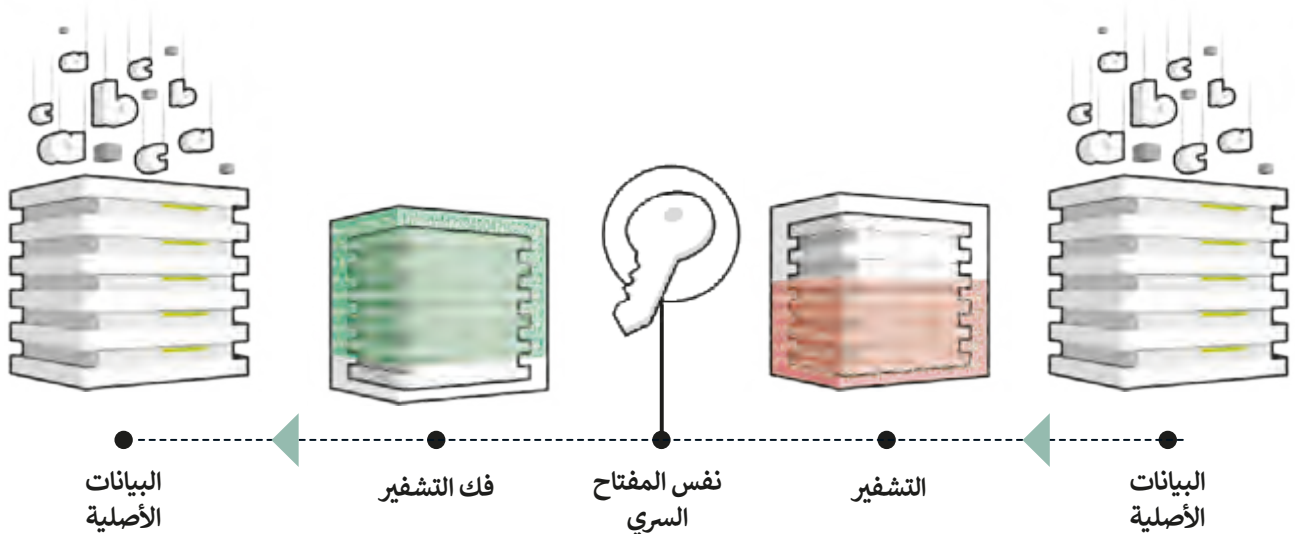 البيانات
الأصلية
التشفير
نفس المفتاح
السري
فك التشفير
البيانات
الأصلية